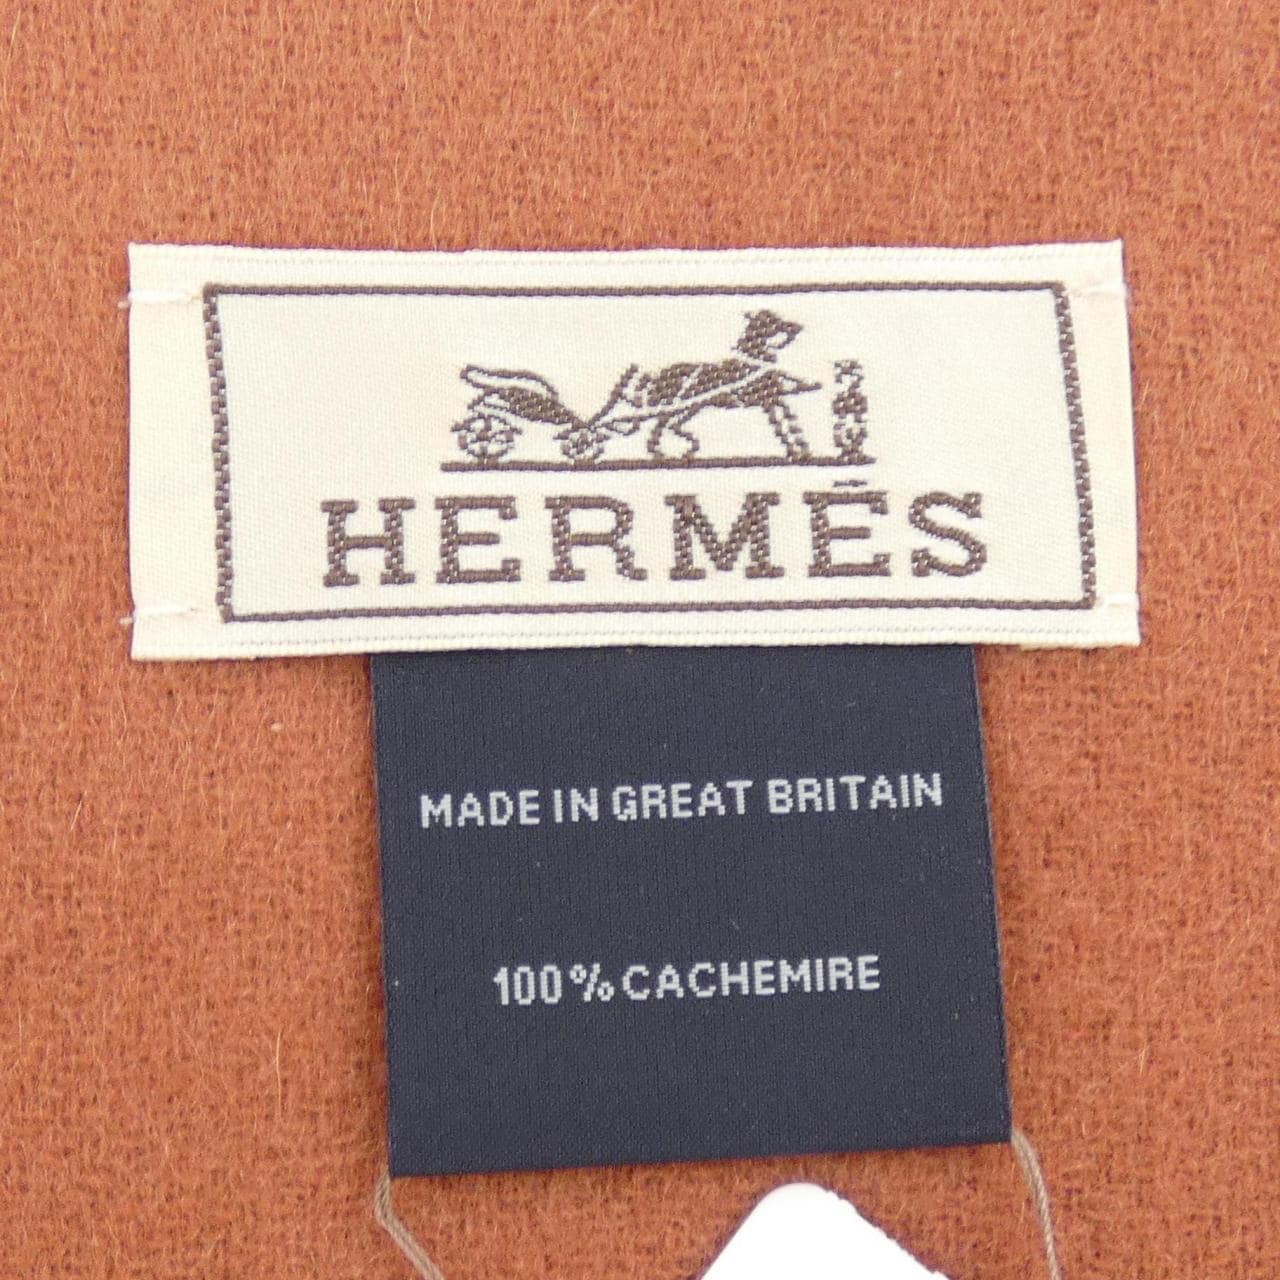 HERMÈS
MADE IN GREAT BRITAIN
100% CACHEMIRE